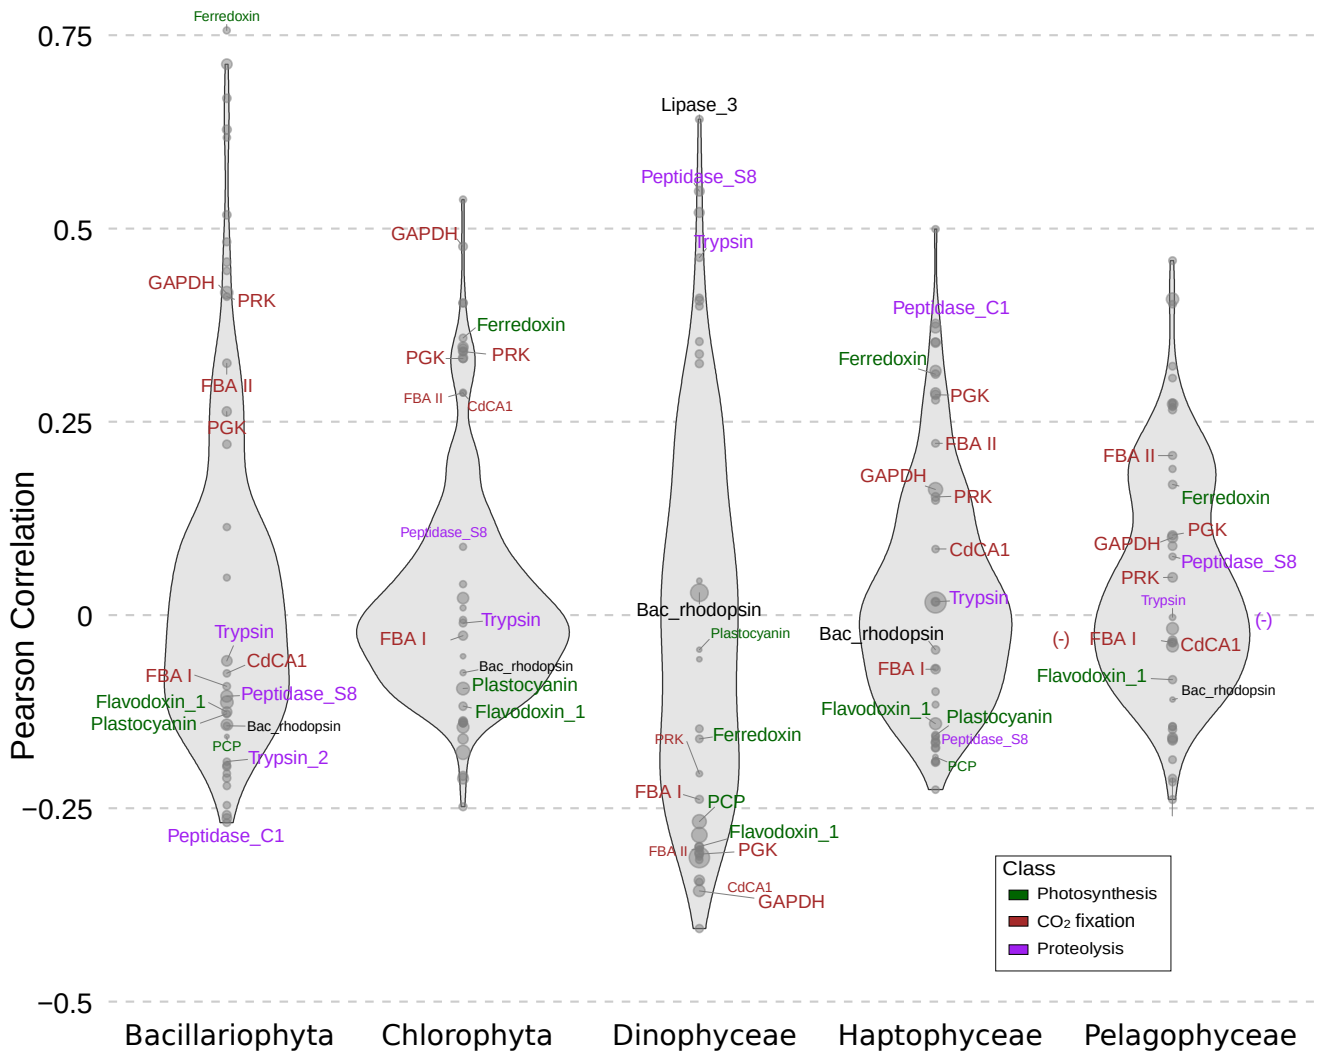 Pearson Correlation
0.75
0.5
0.25
0
−0.25
−0.5
Ferredoxin
GAPDH
PRK
FBA II
PGK
Trypsin
CdCA1
FBA I
Peptidase_S8
Flavodoxin_1
Plastocyanin
Bac_rhodopsin
PCP
Trypsin_2
Peptidase_C1
GAPDH
Ferredoxin
PGK
PRK
FBA II
CdCA1
Peptidase_S8
Trypsin
FBA I
Bac_rhodopsin
Plastocyanin
Flavodoxin_1
Lipase_3
Peptidase_S8
Trypsin
Bac_rhodopsin
Plastocyanin
Ferredoxin
PRK
FBA I
PCP
Flavodoxin_1
FBA II
PGK
CdCA1
GAPDH
Peptidase_C1
Ferredoxin
PGK
FBA II
GAPDH
PRK
CdCA1
Trypsin
Bac_rhodopsin
FBA I
Flavodoxin_1
Plastocyanin
Peptidase_S8
PCP
FBA II
Ferredoxin
PGK
GAPDH
Peptidase_S8
PRK
Trypsin
(-)
(-)
FBA I
CdCA1
Flavodoxin_1
Bac_rhodopsin
Class
Photosynthesis
CO₂ fixation
Proteolysis
Bacillariophyta
Chlorophyta
Dinophyceae
Haptophyceae
Pelagophyceae